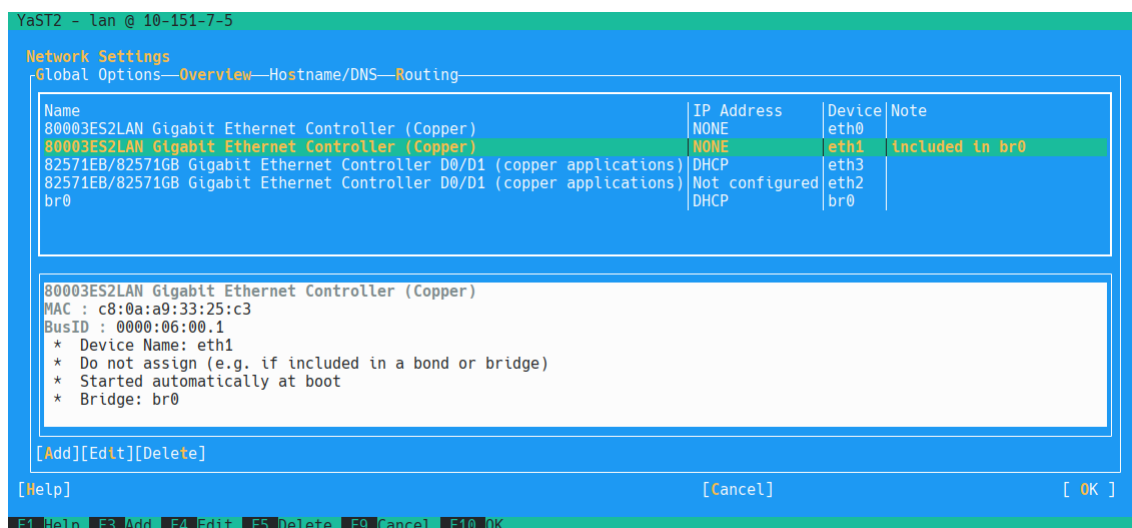 YaST2 - lan @ 10-151-7-5
Network Settings
Global Options—Overview—Hostname/DNS—Routing
Name IP Address Device Note
80003ES2LAN Gigabit Ethernet Controller (Copper) NONE eth0
80003ES2LAN Gigabit Ethernet Controller (Copper) NONE eth1 included in br0
82571EB/82571GB Gigabit Ethernet Controller D0/D1 (copper applications) DHCP eth3
82571EB/82571GB Gigabit Ethernet Controller D0/D1 (copper applications) Not configured eth2
br0 DHCP br0
80003ES2LAN Gigabit Ethernet Controller (Copper)
MAC : c8:0a:a9:33:25:c3
BusID : 0000:06:00.1
* Device Name: eth1
* Do not assign (e.g. if included in a bond or bridge)
* Started automatically at boot
* Bridge: br0
[Add][Edit][Delete]
[Help] [Cancel] [ OK ]
F1 Help F3 Add F4 Edit F5 Delete F9 Cancel F10 OK